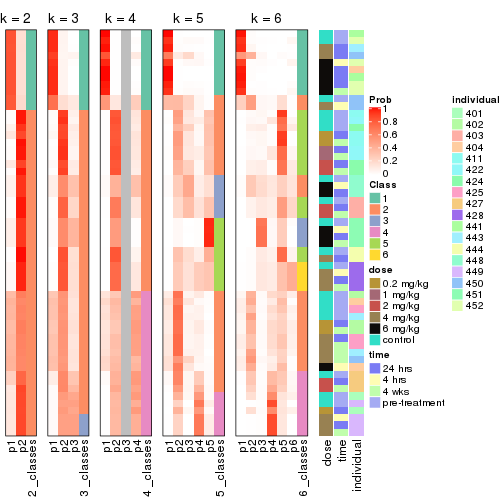 k = 2
k = 3
k = 4
k = 5
k = 6
p1
p2
2_classes
p1
p2
p3
3_classes
p1
p2
p3
p4
4_classes
p1
p2
p3
p4
p5
5_classes
p1
p2
p3
p4
p5
p6
6_classes
dose
time
individual
Prob
1
0.8
0.6
0.4
0.2
0
Class
1
2
3
4
5
6
dose
0.2 mg/kg
1 mg/kg
2 mg/kg
4 mg/kg
6 mg/kg
control
time
24 hrs
4 hrs
4 wks
pre-treatment
Individual
401
402
403
404
411
422
424
425
427
428
441
443
444
448
449
450
451
452